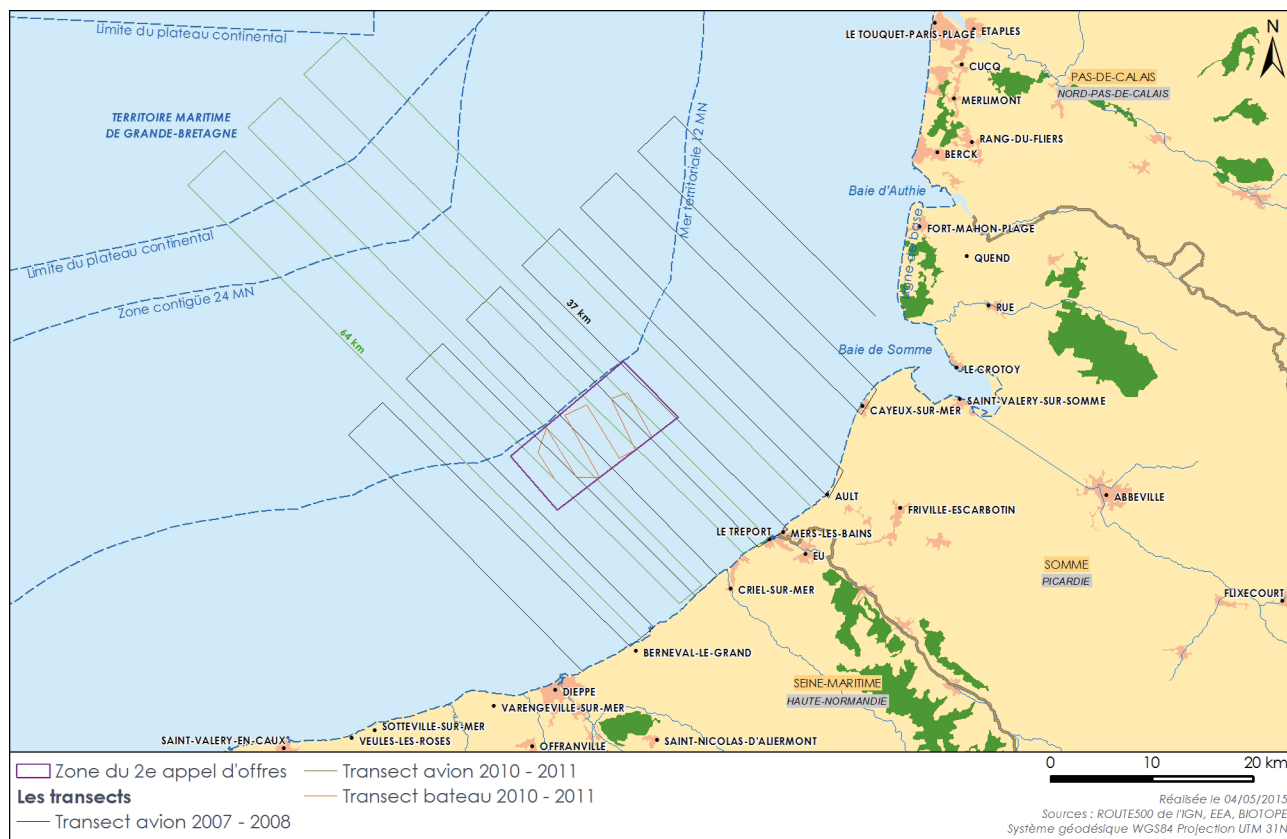 Limite du plateau continental
TERRITOIRE MARITIME
DE GRANDE-BRETAGNE
Limite du plateau continental
Zone contigüe 24 MN
Mer territoriale 12 MN
64 km
37 km
N
LE TOUQUET-PARIS-PLAGE
ETAPLES
CUCQ
PAS-DE-CALAIS
NORD-PAS-DE-CALAIS
MERLIMONT
RANG-DU-FLIERS
BERCK
Baie d'Authie
Ligne de base
FORT-MAHON-PLAGE
QUEND
RUE
Baie de Somme
LE CROTOY
SAINT-VALERY-SUR-SOMME
CAYEUX-SUR-MER
AULT
ABBEVILLE
FRIVILLE-ESCARBOTIN
LE TREPORT
MERS-LES-BAINS
EU
SOMME
PICARDIE
CRIEL-SUR-MER
FLIXECOURT
BERNEVAL-LE-GRAND
SEINE-MARITIME
HAUTE-NORMANDIE
DIEPPE
VARENGEVILLE-SUR-MER
SOTTEVILLE-SUR-MER
SAINT-VALERY-EN-CAUX
VEULES-LES-ROSES
OFFRANVILLE
SAINT-NICOLAS-D'ALIERMONT
Zone du 2e appel d'offres
Les transects
Transect avion 2007 - 2008
Transect avion 2010 - 2011
Transect bateau 2010 - 2011
0 10 20 km
Réalisée le 04/05/2015
Sources : ROUTE500 de l'IGN, EEA, BIOTOPE
Système géodésique WGS84 Projection UTM 31N